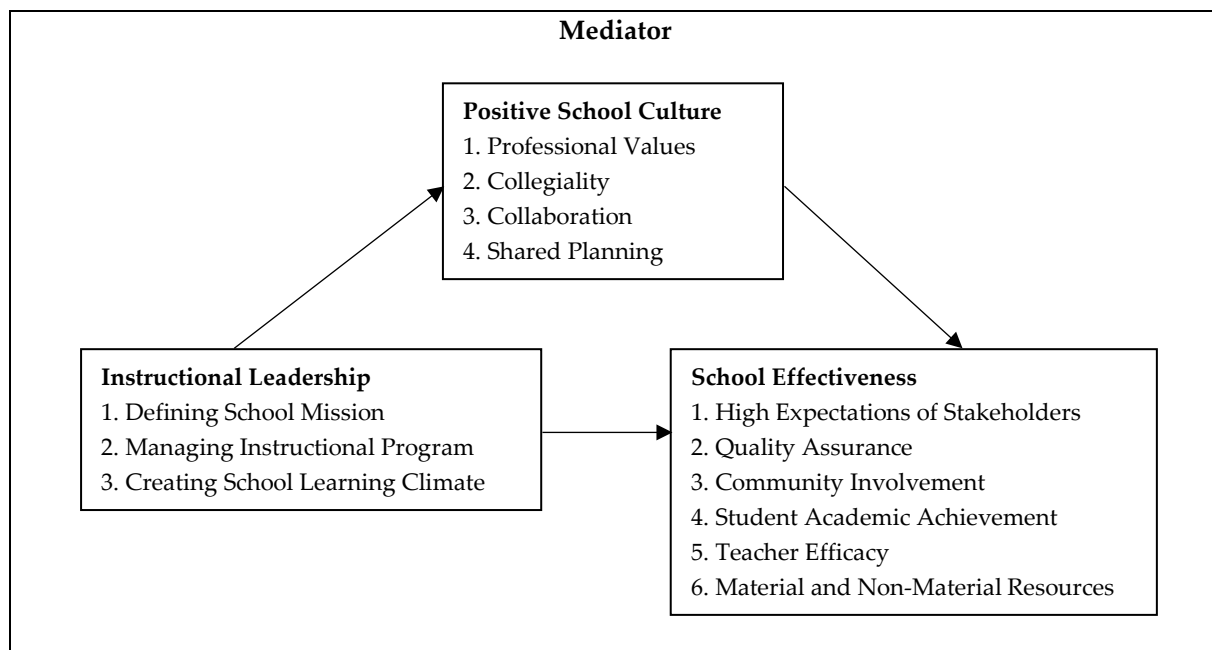 Mediator
Positive School Culture
1. Professional Values
2. Collegiality
3. Collaboration
4. Shared Planning
Instructional Leadership
1. Defining School Mission
2. Managing Instructional Program
3. Creating School Learning Climate
School Effectiveness
1. High Expectations of Stakeholders
2. Quality Assurance
3. Community Involvement
4. Student Academic Achievement
5. Teacher Efficacy
6. Material and Non-Material Resources